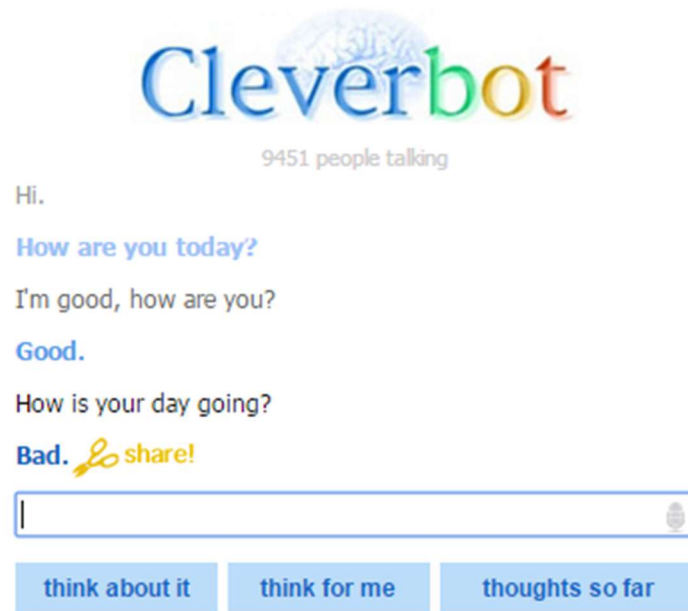 Cleverbot
9451 people talking
Hi.
How are you today?
I'm good, how are you?
Good.
How is your day going?
Bad. share!
think about it think for me thoughts so far